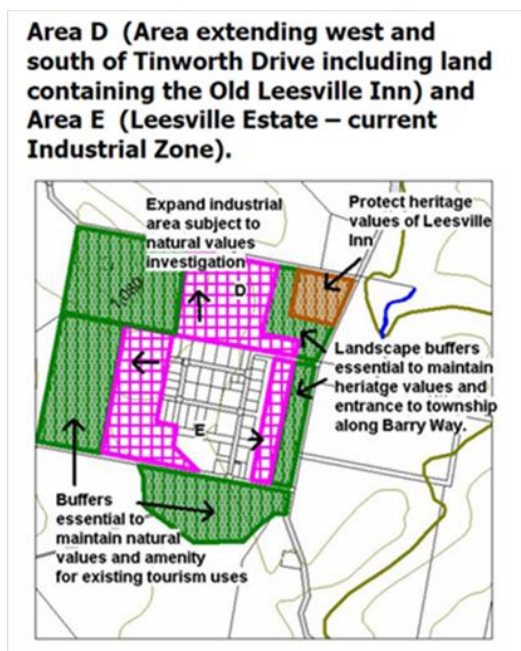 Area D (Area extending west and
south of Tinworth Drive including land
containing the Old Leesville Inn) and
Area E (Leesville Estate – current
Industrial Zone).
Expand industrial
area subject to
natural values
investigation
Protect heritage
values of Leesville
Inn
D
1,080
Landscape buffers
essential to maintain
heriatge values and
entrance to township
along Barry Way.
E
Buffers
essential to
maintain natural
values and amenity
for existing tourism uses